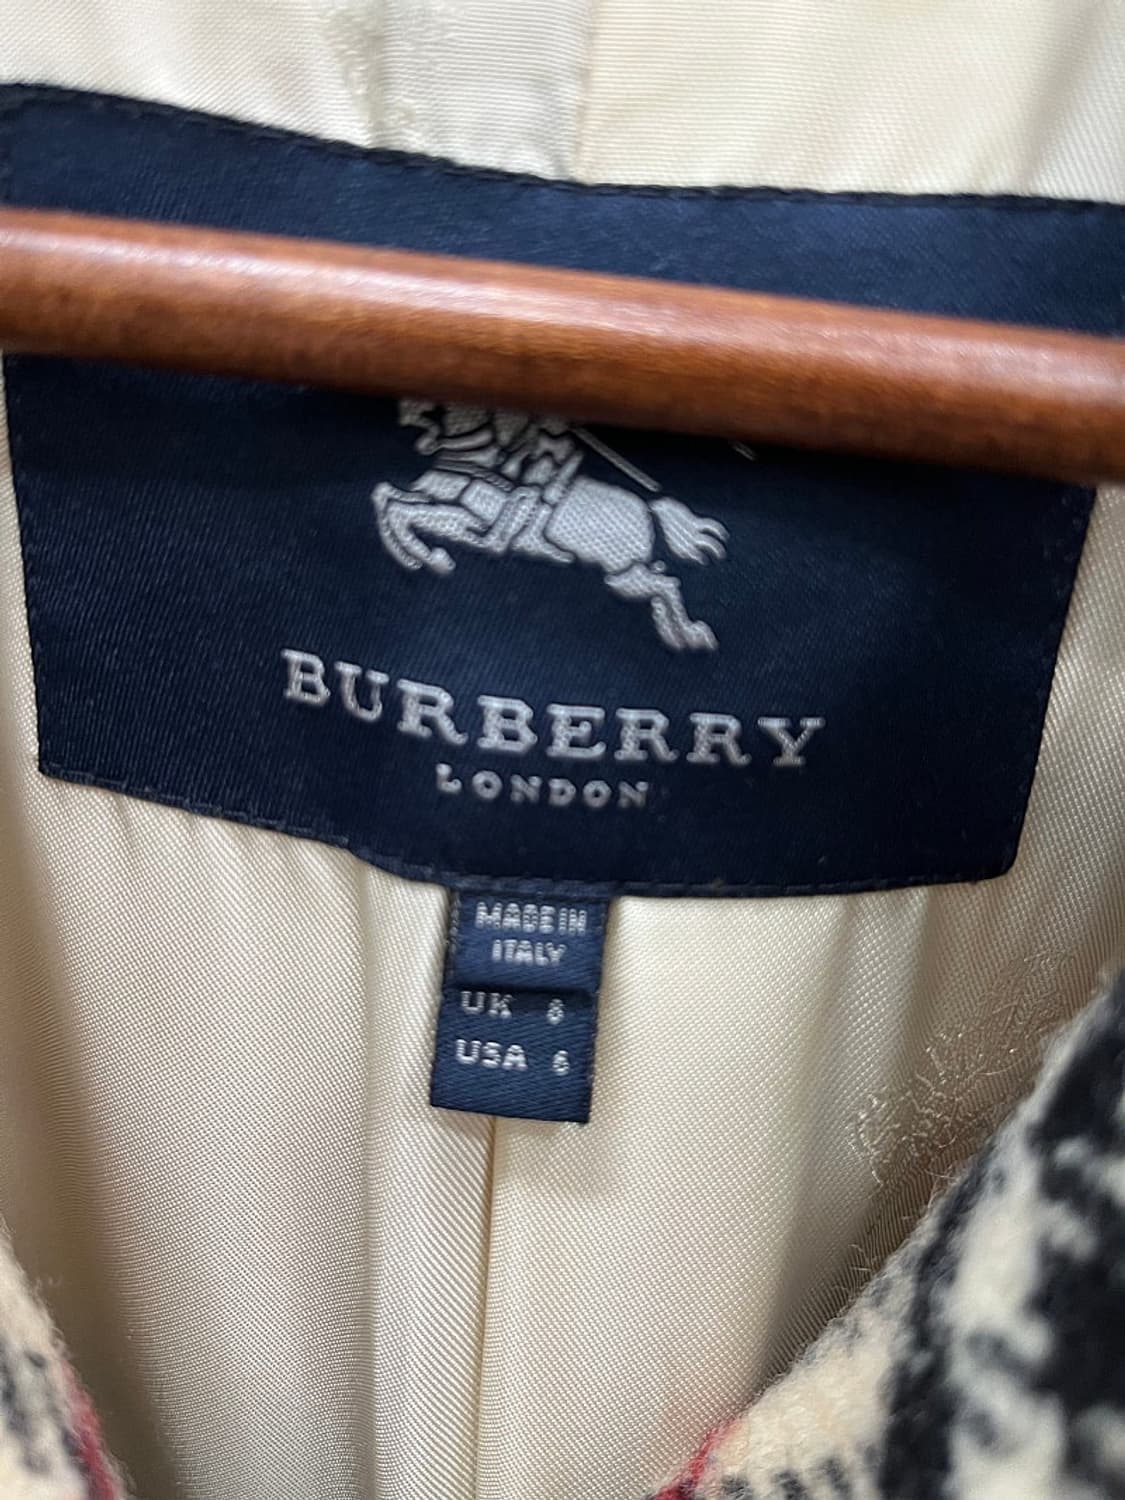 BURBERRY
LONDON
MADE IN
ITALY
UK 8
USA 6